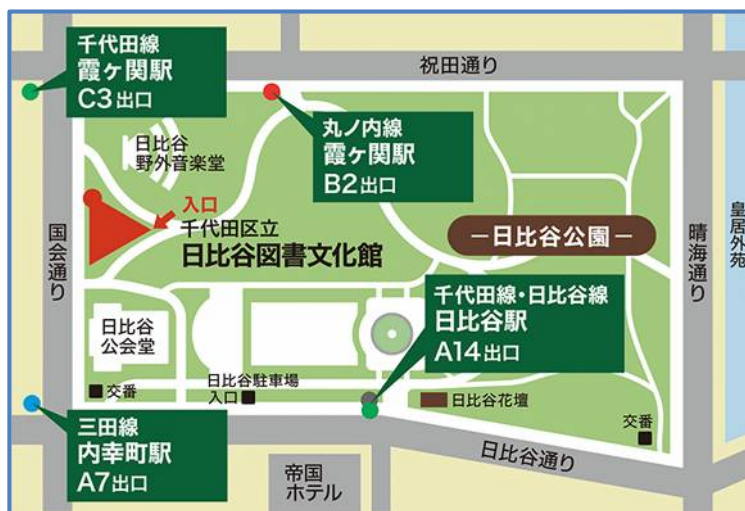 千代田線
霞ヶ関駅
C3出口
祝田通り
丸ノ内線
霞ヶ関駅
B2出口
日比谷
野外音楽堂
入口
千代田区立
日比谷図書文化館
国会通り
ー日比谷公園ー
晴海通り
皇居外苑
千代田線・日比谷線
日比谷駅
A14出口
日比谷
公会堂
交番
日比谷駐車場
入口
日比谷花壇
交番
三田線
内幸町駅
A7出口
日比谷通り
帝国
ホテル